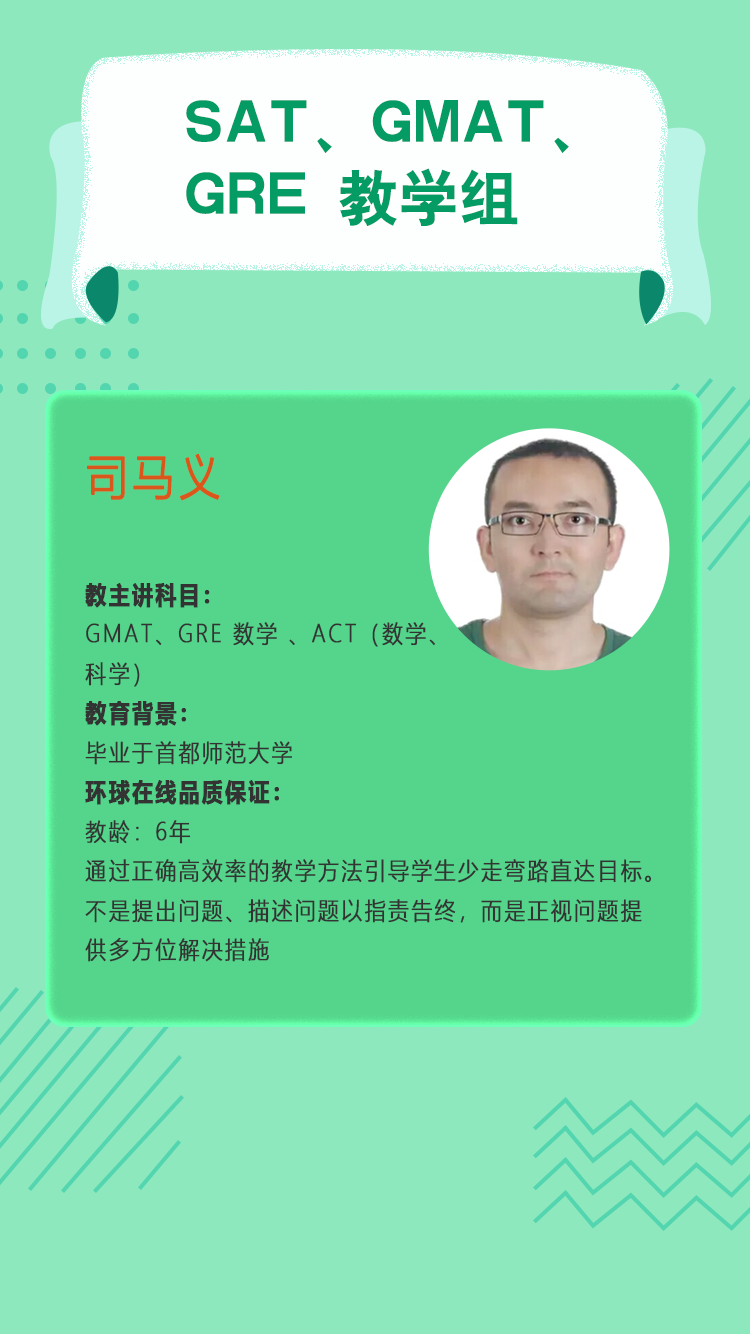 SAT、GMAT、
GRE 教学组
司马义
教主讲科目：
GMAT、GRE 数学 、ACT（数学、
科学）
教育背景：
毕业于首都师范大学
环球在线品质保证：
教龄：6年
通过正确高效率的教学方法引导学生少走弯路直达目标。
不是提出问题、描述问题以指责告终，而是正视问题提
供多方位解决措施